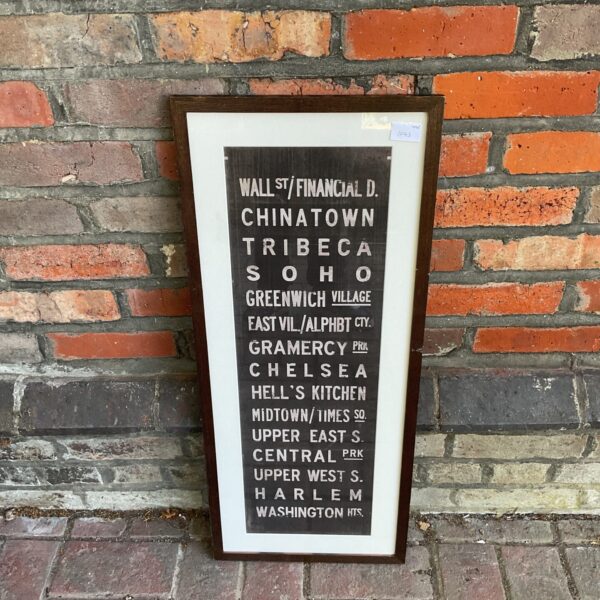 WALL ST/FINANCIAL D.
CHINATOWN
TRIBECA
SOHO
GREENWICH VILLAGE
EAST VIL./ALPHBT CTY.
GRAMERCY PRK
CHELSEA
HELL'S KITCHEN
MIDTOWN/TIMES SQ.
UPPER EAST S.
CENTRAL PRK
UPPER WEST S.
HARLEM
WASHINGTON HTS.